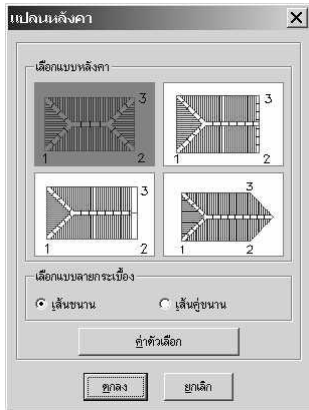 แปลนหลังคา
เลือกแบบหลังคา
3
1 2
3
1 2
3
1 2
3
1 2
เลือกแบบลายกระเบื้อง
เส้นขนาน เส้นคู่ขนาน
ค่าตัวเลือก
ตกลง ยกเลิก